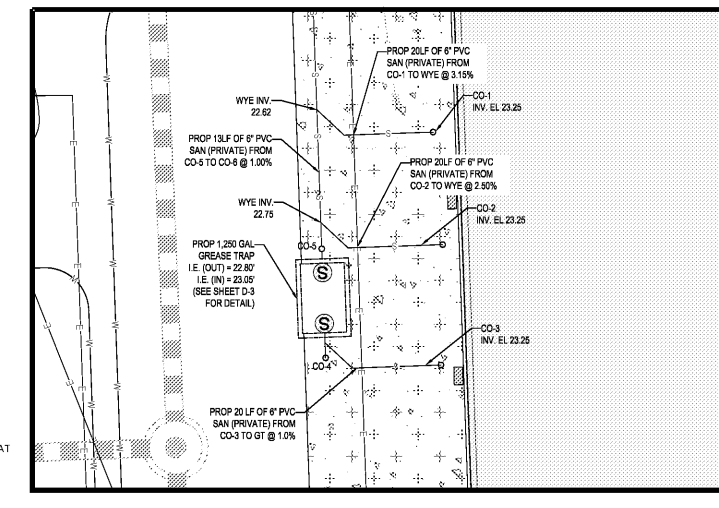 PROP 20LF OF 6" PVC
SAN (PRIVATE) FROM
CO-1 TO WYE @ 3.15%
CO-1
INV. EL 23.25
WYE INV.
22.62
PROP 13LF OF 6" PVC
SAN (PRIVATE) FROM
CO-5 TO CO-6 @ 1.00%
PROP 20LF OF 6" PVC
SAN (PRIVATE) FROM
CO-2 TO WYE @ 2.50%
WYE INV.
22.75
CO-2
INV. EL 23.25
CO-5
PROP 1,250 GAL
GREASE TRAP
I.E. (OUT) = 22.80'
I.E. (IN) = 23.05'
(SEE SHEET D-3
FOR DETAIL)
S
S
CO-3
INV. EL 23.25
CO-4
PROP 20 LF OF 6" PVC
SAN (PRIVATE) FROM
CO-3 TO GT @ 1.0%
AT